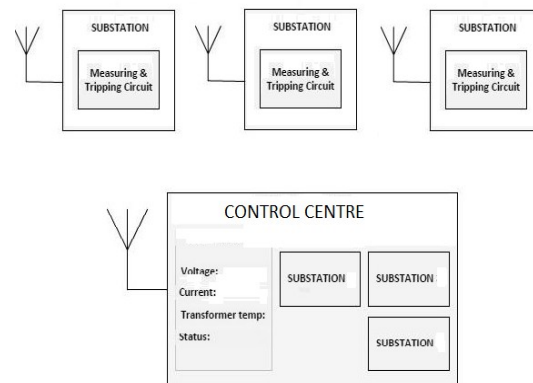 SUBSTATION
Measuring &
Tripping Circuit
SUBSTATION
Measuring &
Tripping Circuit
SUBSTATION
Measuring &
Tripping Circuit
CONTROL CENTRE
Voltage:
Current:
Transformer temp:
Status:
SUBSTATION
SUBSTATION
SUBSTATION